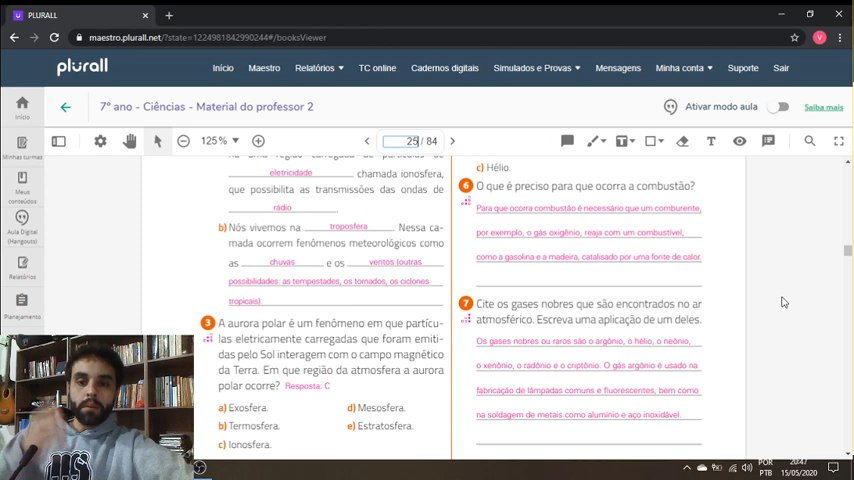 PLURALL
maestro.plurall.net/?state=1224981842990244#/booksViewer
V
plurall
Início Maestro Relatórios TC online Cadernos digitais Simulados e Provas Mensagens Minha conta Suporte Sair
Início
Minhas turmas
Meus conteúdos
Aula Digital (Hangouts)
Relatórios
Planejamento
7º ano - Ciências - Material do professor 2
Ativar modo aula
Saiba mais
125%
25 / 84
há uma região carregada de partículas de
eletricidade chamada ionosfera,
que possibilita as transmissões das ondas de
rádio.
b) Nós vivemos na troposfera. Nessa ca-
mada ocorrem fenômenos meteorológicos como
as chuvas e os ventos (outras
possibilidades: as tempestades, os tornados, os ciclones
tropicais).
3 A aurora polar é um fenômeno em que partícu-
las eletricamente carregadas que foram emiti-
das pelo Sol interagem com o campo magnético
da Terra. Em que região da atmosfera a aurora
polar ocorre? Resposta: C
a) Exosfera.
b) Termosfera.
c) Ionosfera.
d) Mesosfera.
e) Estratosfera.
c) Hélio.
6 O que é preciso para que ocorra a combustão?
Para que ocorra combustão é necessário que um comburente,
por exemplo, o gás oxigênio, reaja com um combustível,
como a gasolina e a madeira, catalisado por uma fonte de calor.
7 Cite os gases nobres que são encontrados no ar
atmosférico. Escreva uma aplicação de um deles.
Os gases nobres ou raros são o argônio, o hélio, o neônio,
o xenônio, o radônio e o criptônio. O gás argônio é usado na
fabricação de lâmpadas comuns e fluorescentes, bem como
na soldagem de metais como alumínio e aço inoxidável.
POR
PTB
20:47
15/05/2020